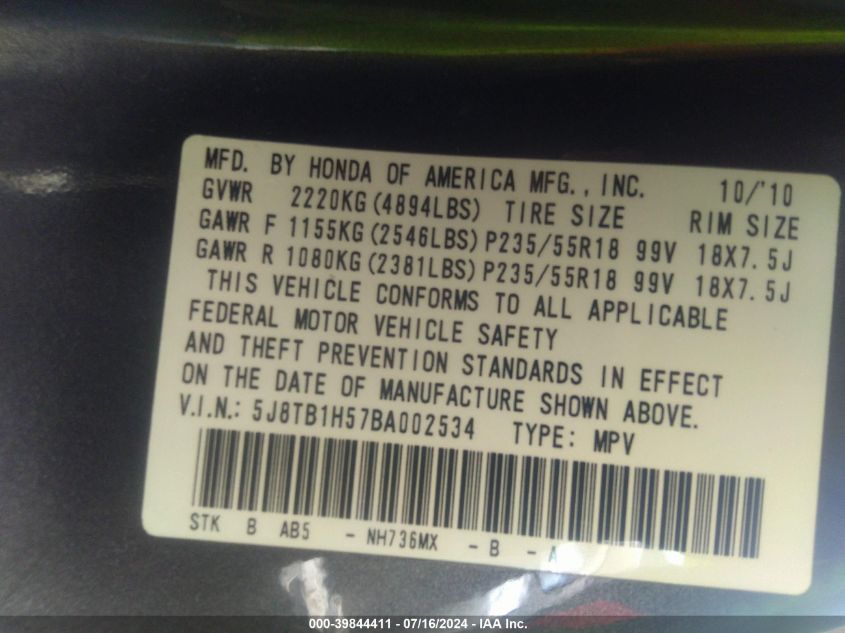 MFD. BY HONDA OF AMERICA MFG., INC. 10/'10
GVWR 2220KG(4894LBS) TIRE SIZE RIM SIZE
GAWR F 1155KG(2546LBS) P235/55R18 99V 18X7.5J
GAWR R 1080KG(2381LBS) P235/55R18 99V 18X7.5J
THIS VEHICLE CONFORMS TO ALL APPLICABLE
FEDERAL MOTOR VEHICLE SAFETY
AND THEFT PREVENTION STANDARDS IN EFFECT
ON THE DATE OF MANUFACTURE SHOWN ABOVE.
V.I.N.: 5J8TB1H57BA002534 TYPE: MPV
STK B AB5 - NH736MX - B - A
000-39844411 - 07/16/2024 - IAA Inc.